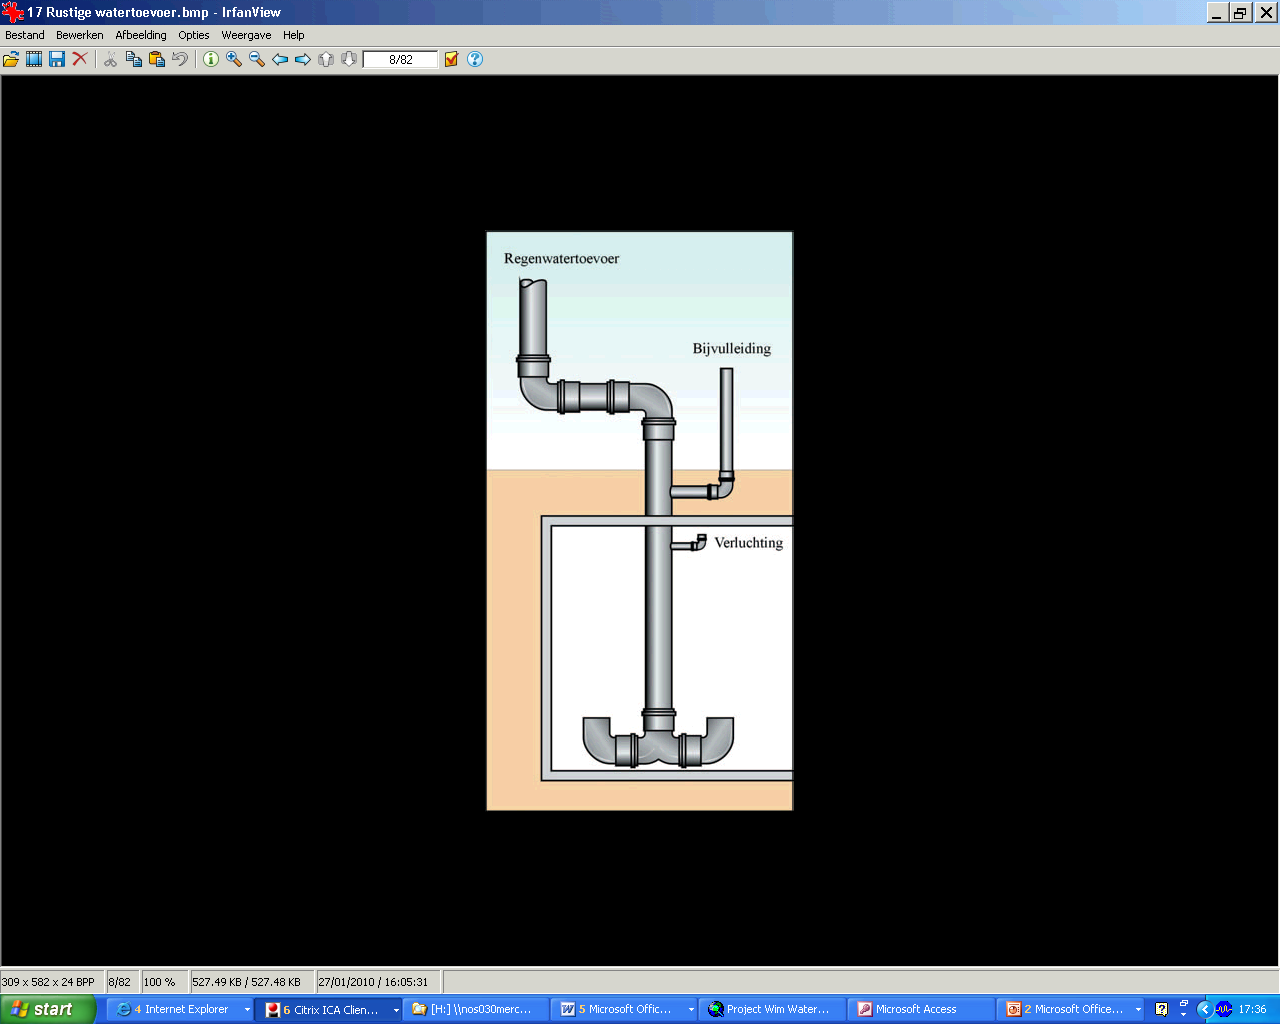 17 Rustige watertoevoer.bmp - IrfanView
Bestand Bewerken Afbeelding Opties Weergave Help
8/82
Regenwatertoevoer
Bijvulleiding
Verluchting
309 x 582 x 24 BPP 8/82 100 % 527.49 KB / 527.48 KB 27/01/2010 / 16:05:31
start 4 Internet Explorer 6 Citrix ICA Clien... [H:] \\nos030merc... 5 Microsoft Offic... Project Wim Water... Microsoft Access 2 Microsoft Office... 17:36